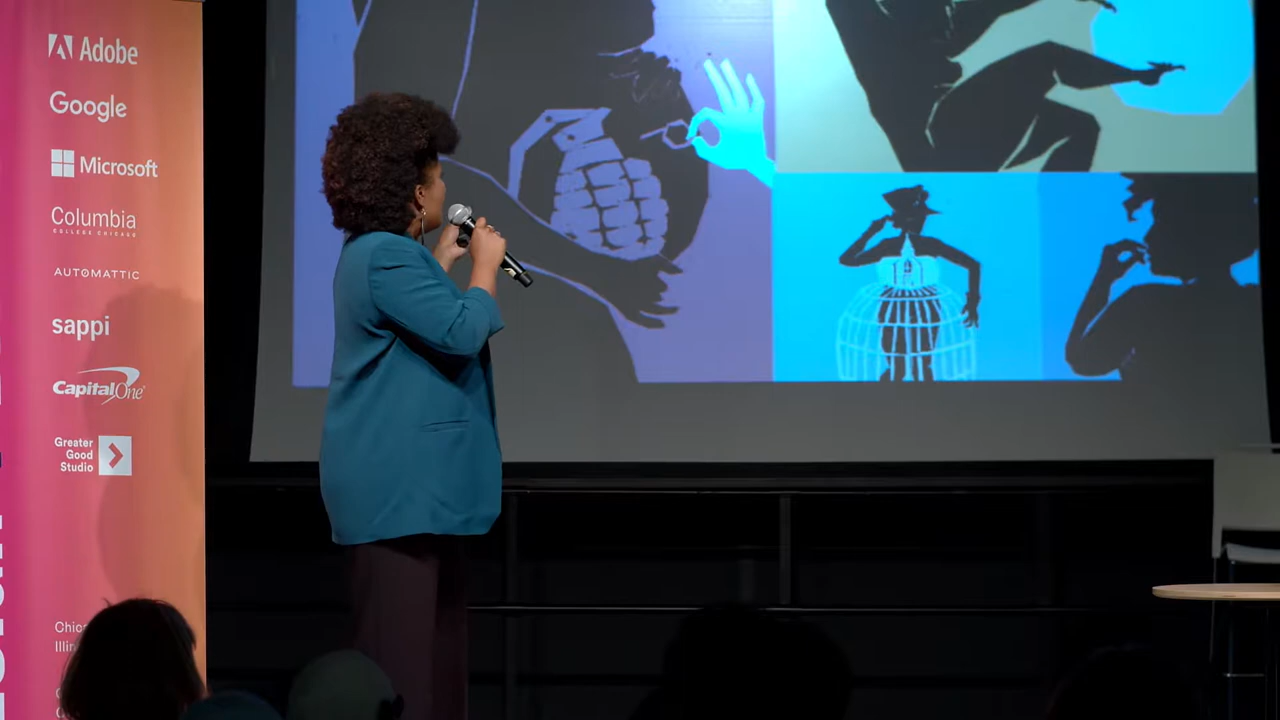 Adobe
Google
Microsoft
Columbia
COLLEGE CHICAGO
AUTOMATTIC
sappi
Capital One
Greater
Good
Studio